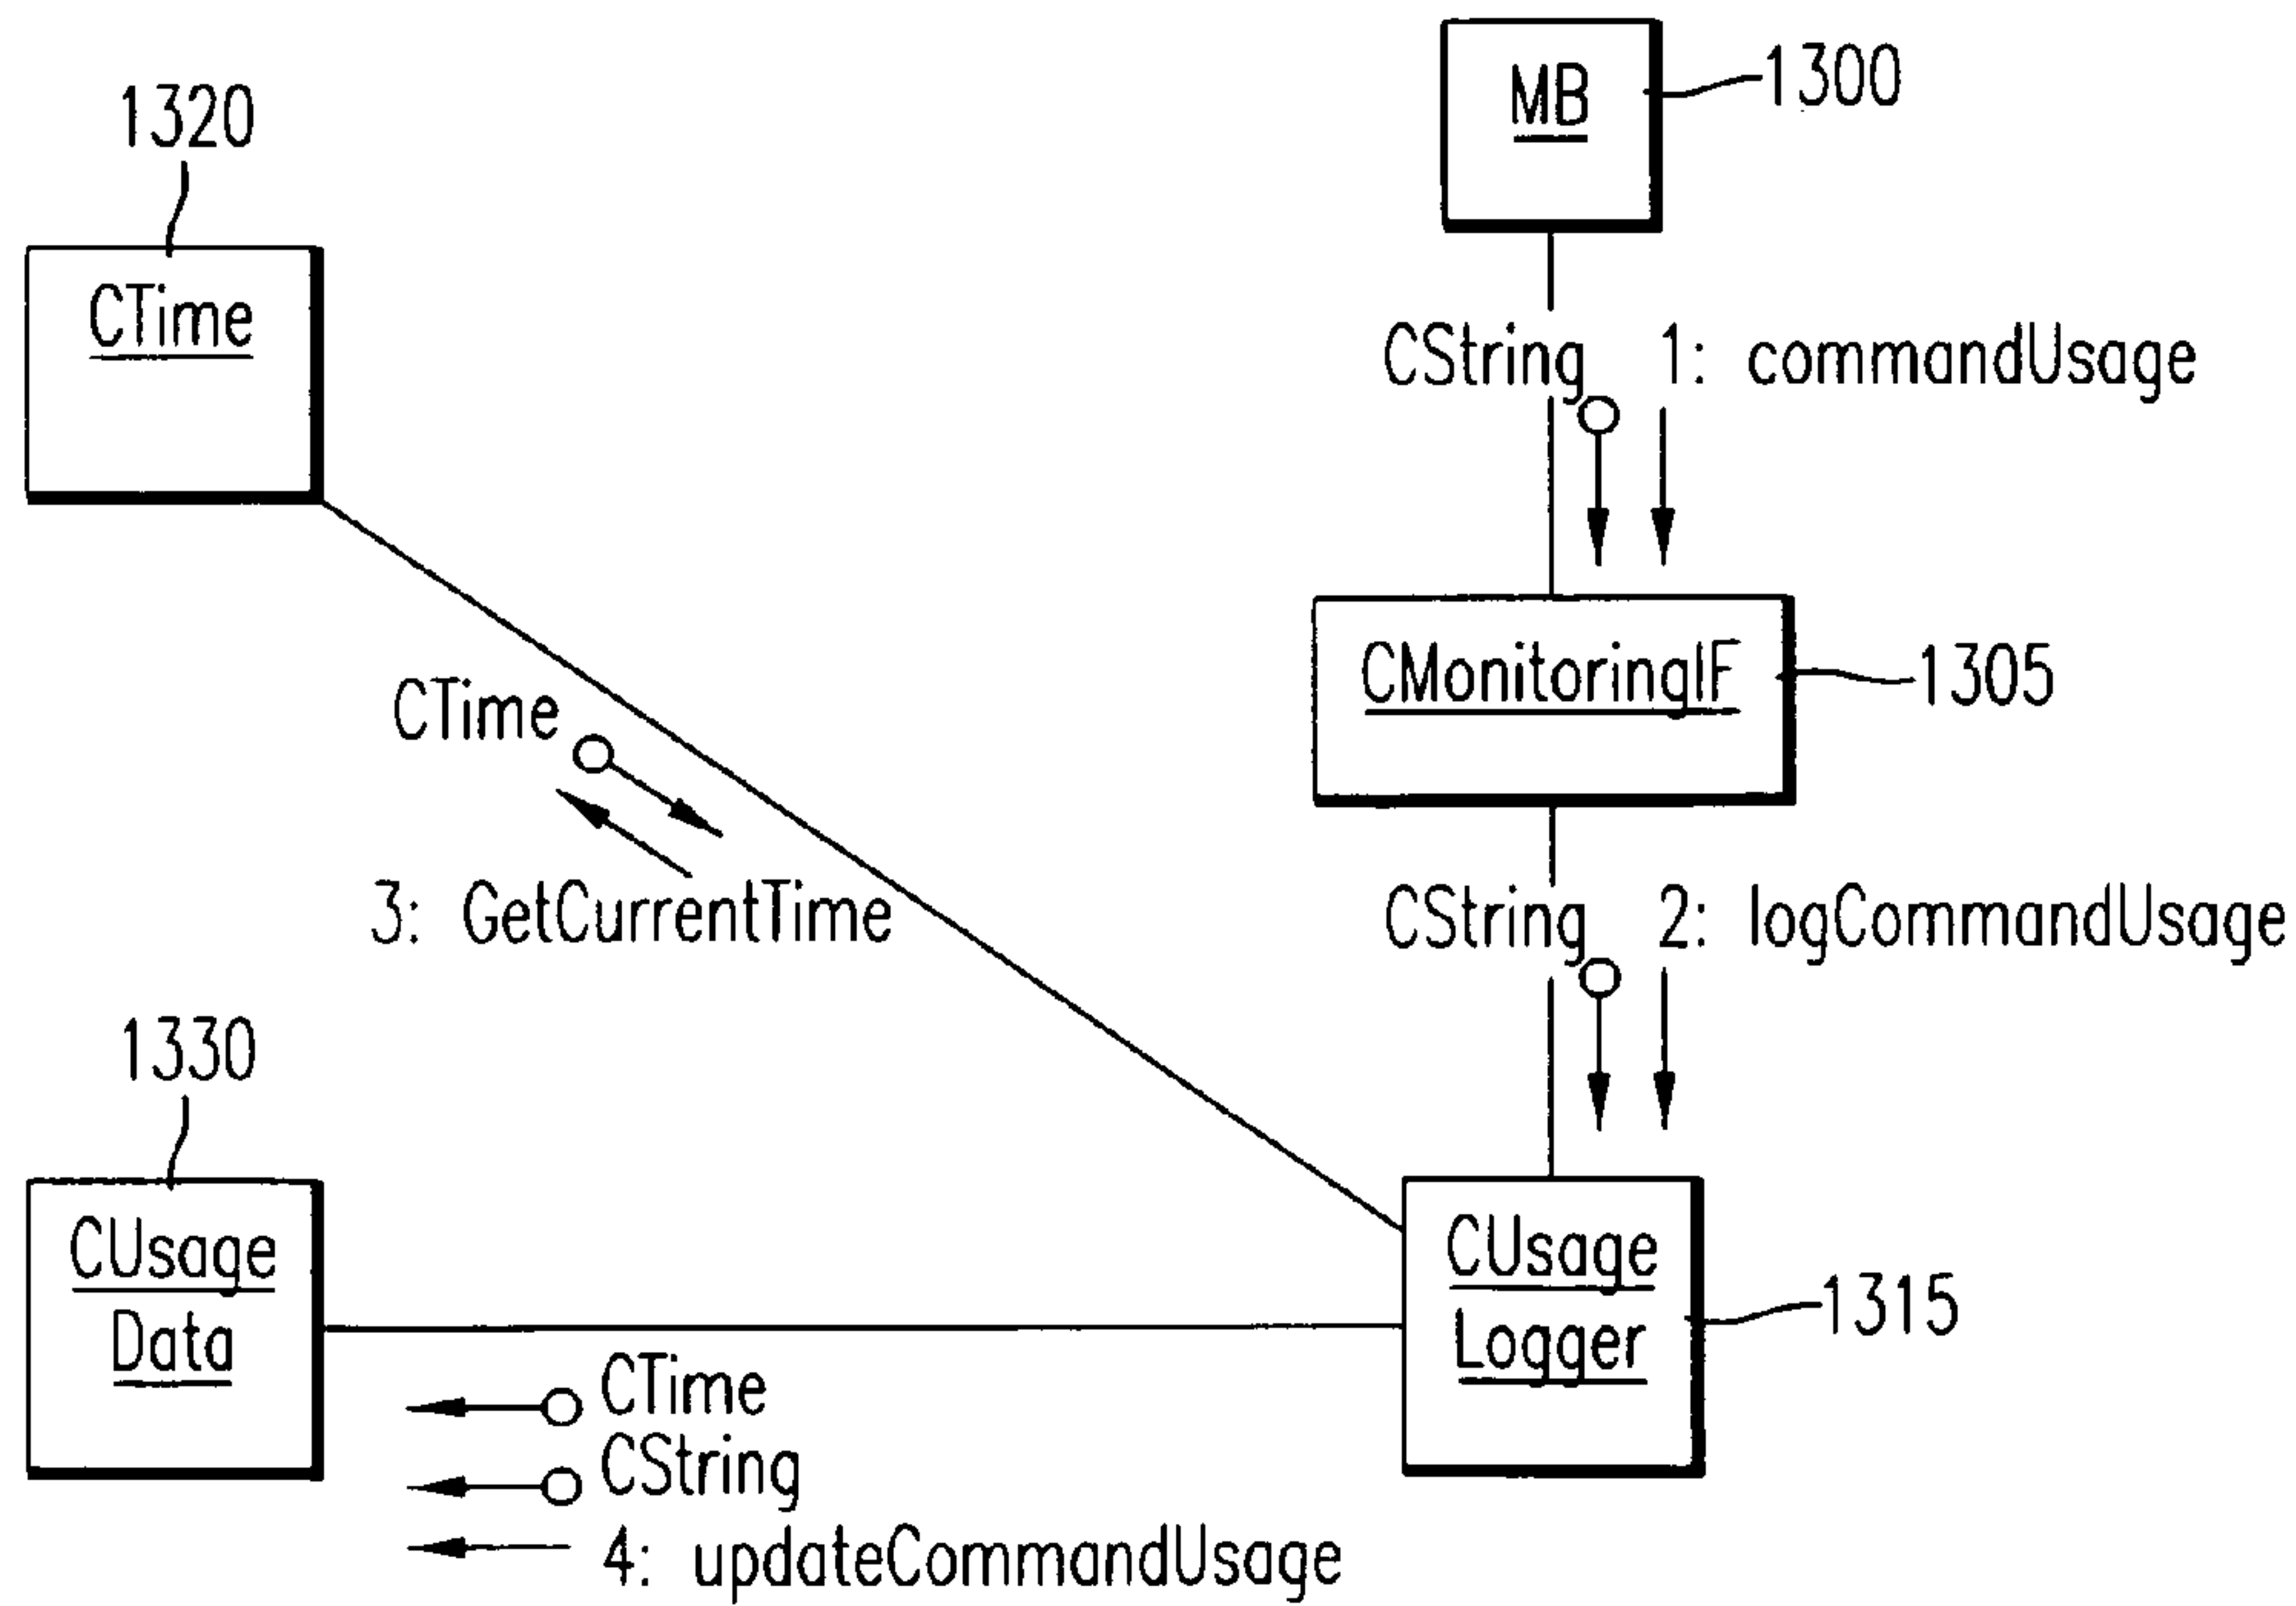 MB
1300
1320
CTime
CString 1: commandUsage
CMonitoringIF
1305
CTime
3: GetCurrentTime
CString 2: logCommandUsage
1330
CUsage
Data
CUsage
Logger
1315
CTime
CString
4: updateCommandUsage